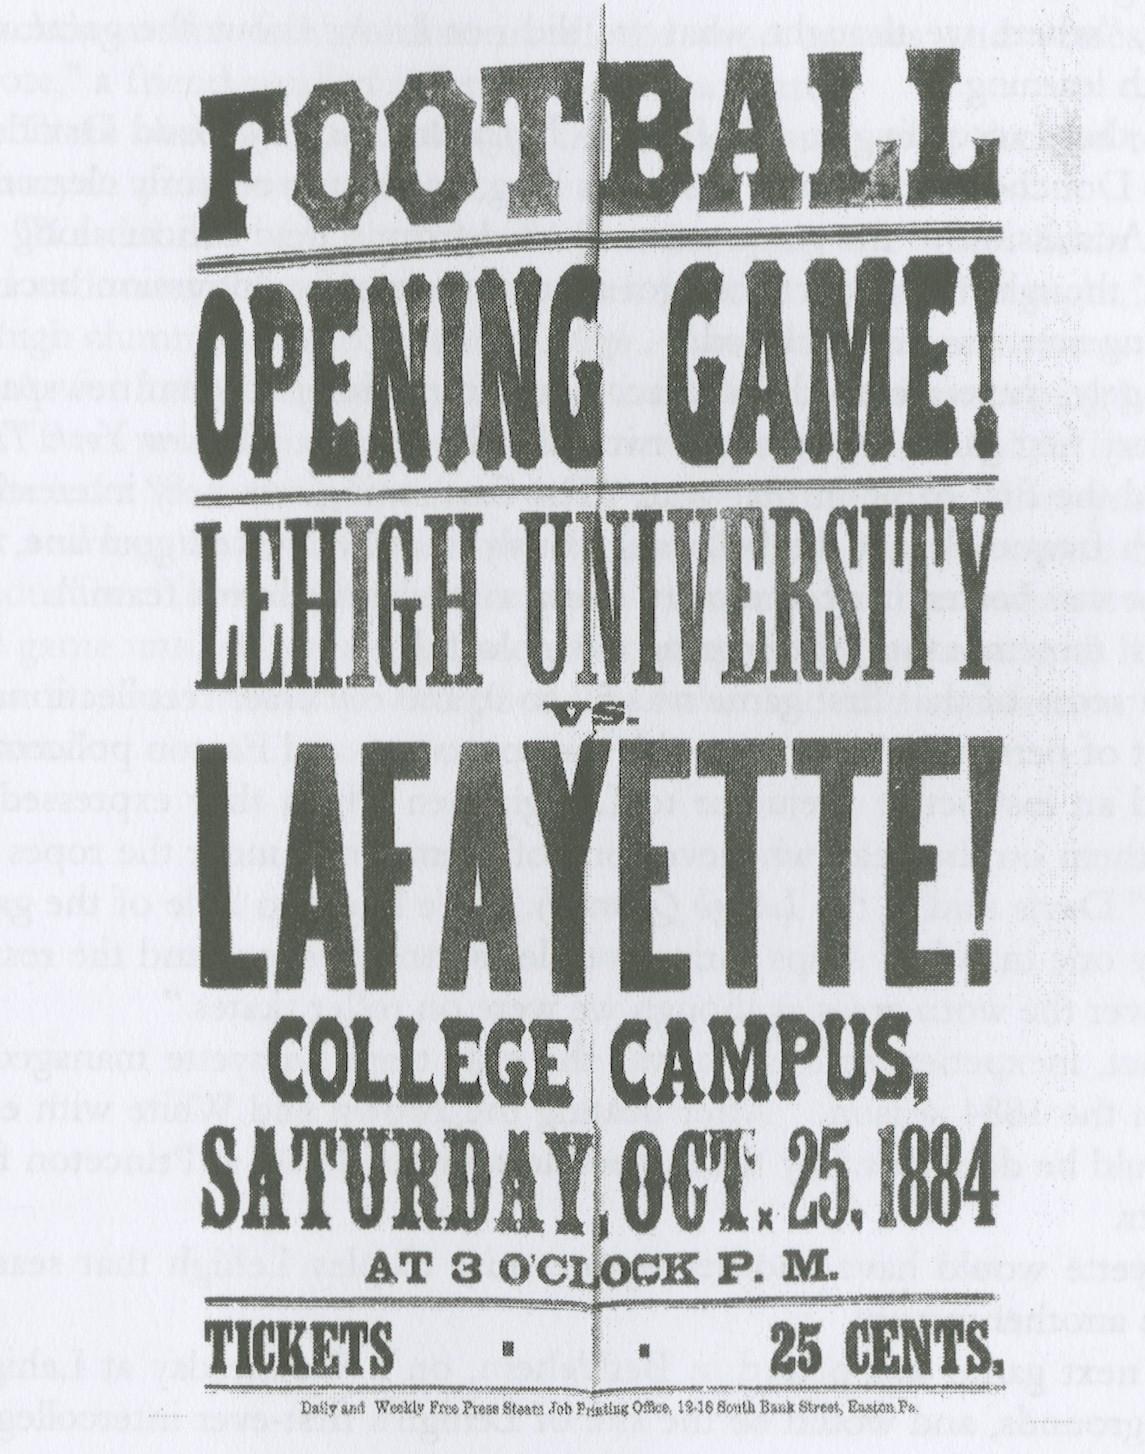 FOOTBALL
OPENING GAME!
LEHIGH UNIVERSITY
VS.
LAFAYETTE!
COLLEGE CAMPUS,
SATURDAY, OCT. 25, 1884
AT 3 O'CLOCK P. M.
TICKETS - - 25 CENTS.
Daily and Weekly Free Press Steam Job Printing Office, 12-16 South Bank Street, Easton, Pa.